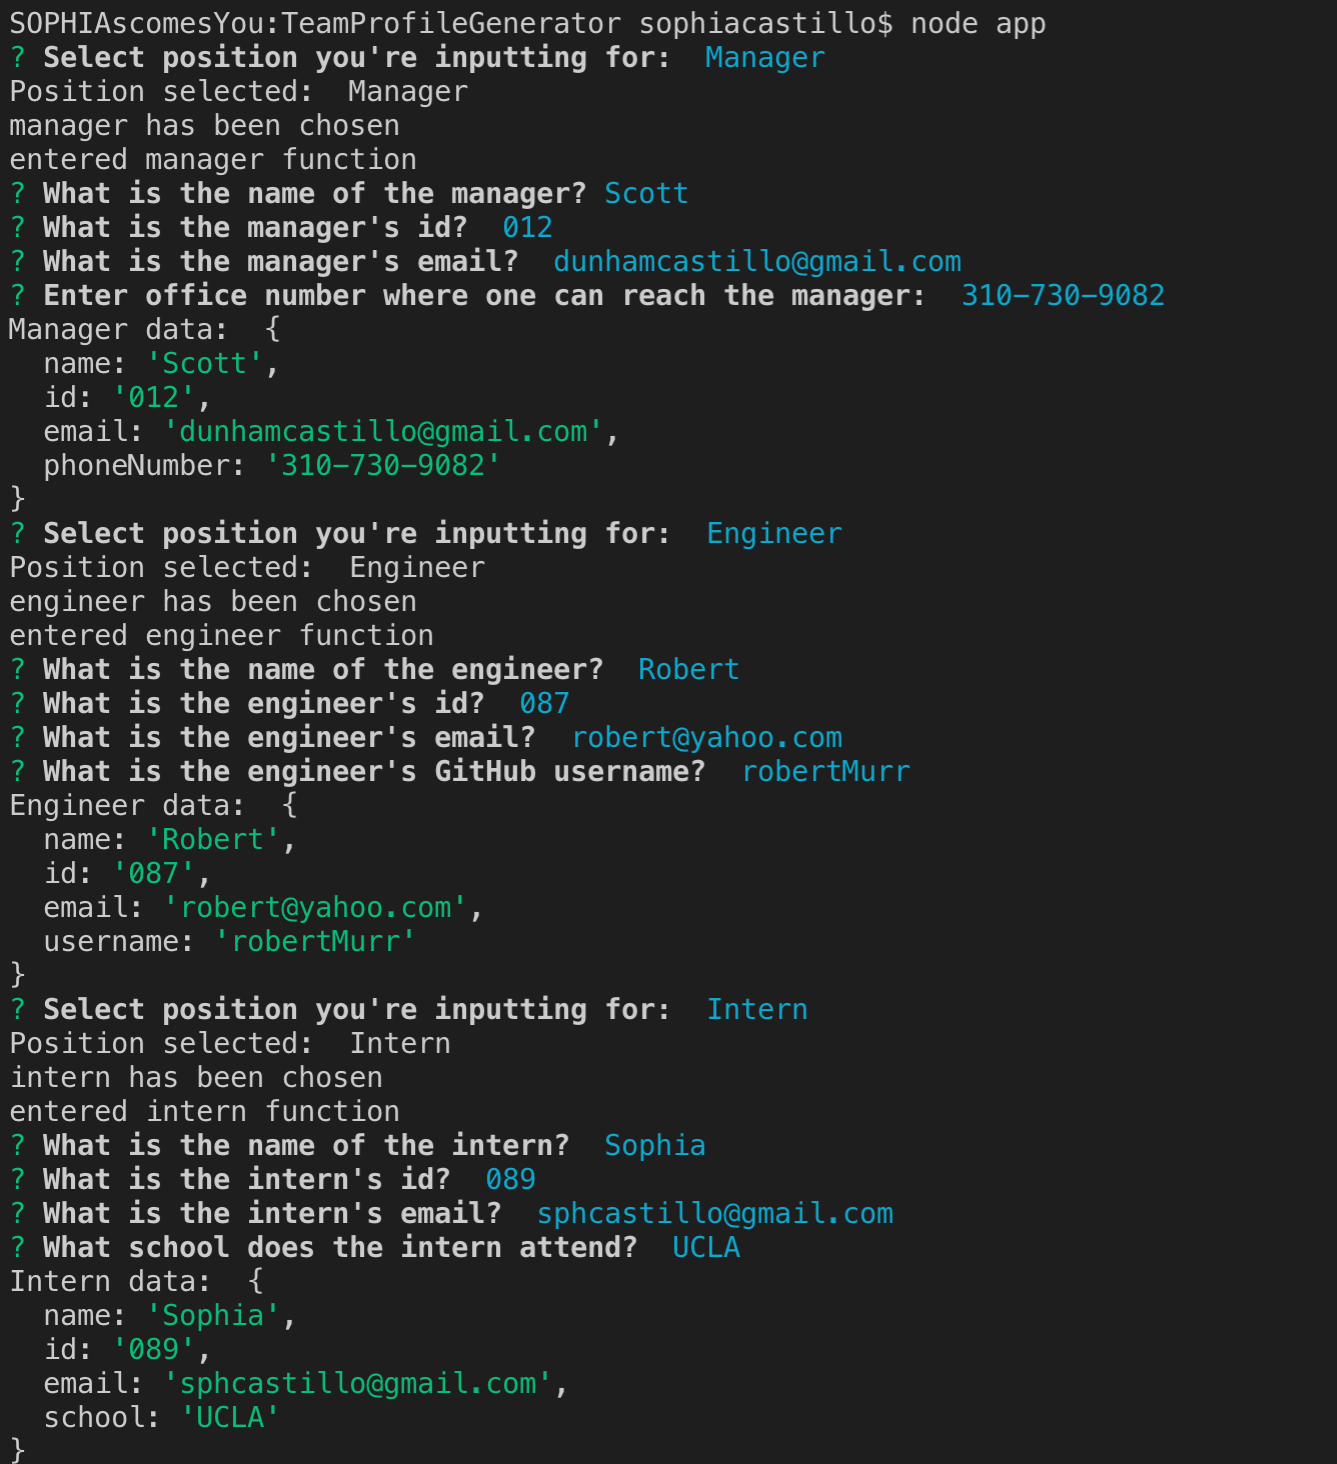 SOPHIAscomesYou:TeamProfileGenerator sophiacastillo$ node app
? Select position you're inputting for:  Manager
Position selected:  Manager
manager has been chosen
entered manager function
? What is the name of the manager? Scott
? What is the manager's id?  012
? What is the manager's email?  dunhamcastillo@gmail.com
? Enter office number where one can reach the manager:  310-730-9082
Manager data:  {
  name: 'Scott',
  id: '012',
  email: 'dunhamcastillo@gmail.com',
  phoneNumber: '310-730-9082'
}
? Select position you're inputting for:  Engineer
Position selected:  Engineer
engineer has been chosen
entered engineer function
? What is the name of the engineer?  Robert
? What is the engineer's id?  087
? What is the engineer's email?  robert@yahoo.com
? What is the engineer's GitHub username?  robertMurr
Engineer data:  {
  name: 'Robert',
  id: '087',
  email: 'robert@yahoo.com',
  username: 'robertMurr'
}
? Select position you're inputting for:  Intern
Position selected:  Intern
intern has been chosen
entered intern function
? What is the name of the intern?  Sophia
? What is the intern's id?  089
? What is the intern's email?  sphcastillo@gmail.com
? What school does the intern attend?  UCLA
Intern data:  {
  name: 'Sophia',
  id: '089',
  email: 'sphcastillo@gmail.com',
  school: 'UCLA'
}